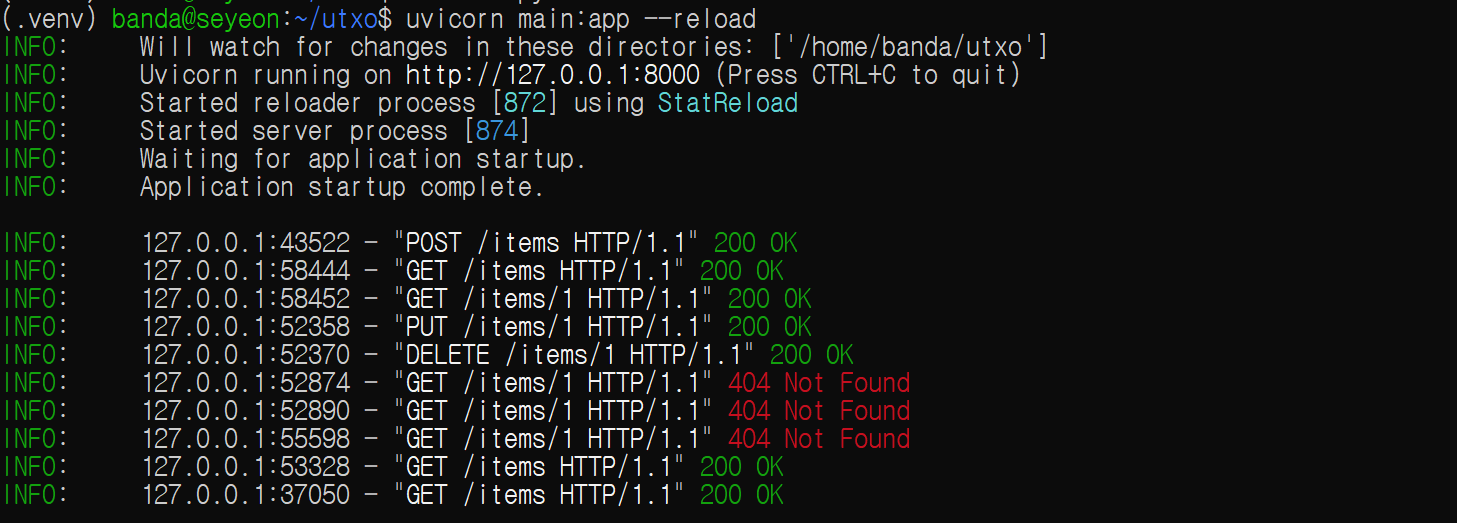 (.venv) banda@seyeon:~/utxo$ uvicorn main:app --reload
INFO:     Will watch for changes in these directories: ['/home/banda/utxo']
INFO:     Uvicorn running on http://127.0.0.1:8000 (Press CTRL+C to quit)
INFO:     Started reloader process [872] using StatReload
INFO:     Started server process [874]
INFO:     Waiting for application startup.
INFO:     Application startup complete.
INFO:     127.0.0.1:43522 - "POST /items HTTP/1.1" 200 OK
INFO:     127.0.0.1:58444 - "GET /items HTTP/1.1" 200 OK
INFO:     127.0.0.1:58452 - "GET /items/1 HTTP/1.1" 200 OK
INFO:     127.0.0.1:52358 - "PUT /items/1 HTTP/1.1" 200 OK
INFO:     127.0.0.1:52370 - "DELETE /items/1 HTTP/1.1" 200 OK
INFO:     127.0.0.1:52874 - "GET /items/1 HTTP/1.1" 404 Not Found
INFO:     127.0.0.1:52890 - "GET /items/1 HTTP/1.1" 404 Not Found
INFO:     127.0.0.1:55598 - "GET /items/1 HTTP/1.1" 404 Not Found
INFO:     127.0.0.1:53328 - "GET /items HTTP/1.1" 200 OK
INFO:     127.0.0.1:37050 - "GET /items HTTP/1.1" 200 OK